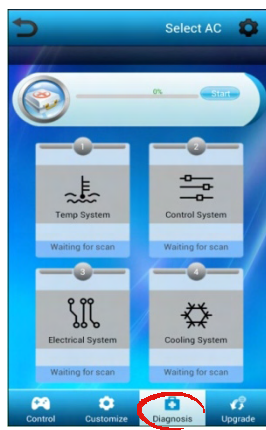 Select AC
0%
Start
1
2
Temp System
Control System
Waiting for scan
Waiting for scan
3
4
Electrical System
Cooling System
Waiting for scan
Waiting for scan
Control
Customize
Diagnosis
Upgrade